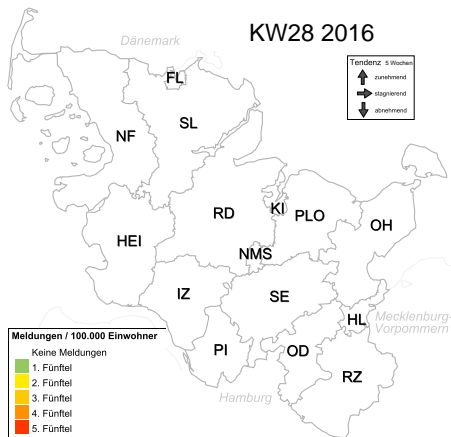 KW28 2016
Dänemark
Tendenz 5 Wochen
zunehmend
stagnierend
abnehmend
FL
SL
NF
RD
KI
PLO
OH
HEI
NMS
IZ
SE
HL
Mecklenburg-
Vorpommern
PI
OD
RZ
Hamburg
Meldungen / 100.000 Einwohner
Keine Meldungen
1. Fünftel
2. Fünftel
3. Fünftel
4. Fünftel
5. Fünftel